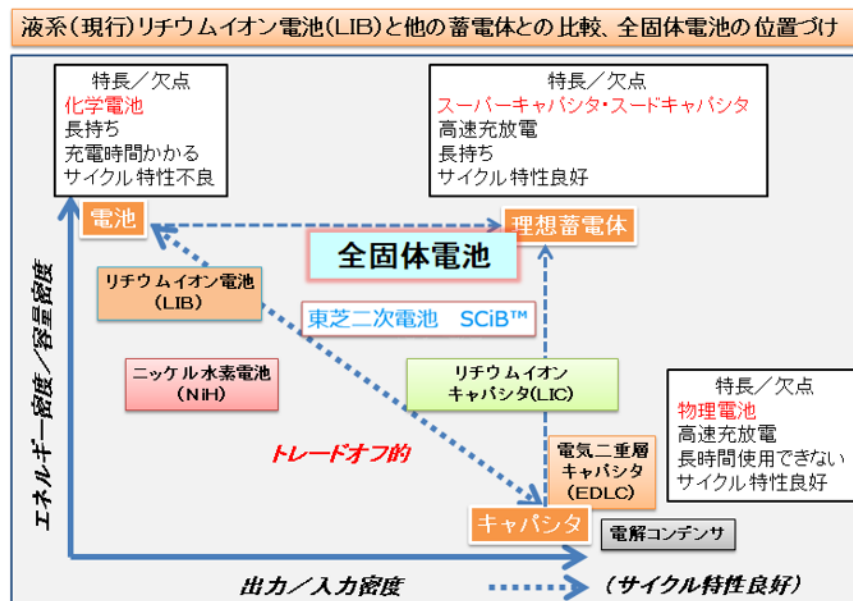 液系(現行)リチウムイオン電池(LIB)と他の蓄電体との比較、全固体電池の位置づけ
特長／欠点
化学電池
長持ち
充電時間かかる
サイクル特性不良
特長／欠点
スーパーキャパシタ・スードキャパシタ
高速充放電
長持ち
サイクル特性良好
電池
理想蓄電体
全固体電池
リチウムイオン電池
(LIB)
東芝二次電池 SCiB™
ニッケル水素電池
(NiH)
リチウムイオン
キャパシタ(LIC)
特長／欠点
物理電池
高速充放電
長時間使用できない
サイクル特性良好
トレードオフ的
電気二重層
キャパシタ
(EDLC)
キャパシタ
電解コンデンサ
エネルギー密度／容量密度
出力／入力密度
(サイクル特性良好)